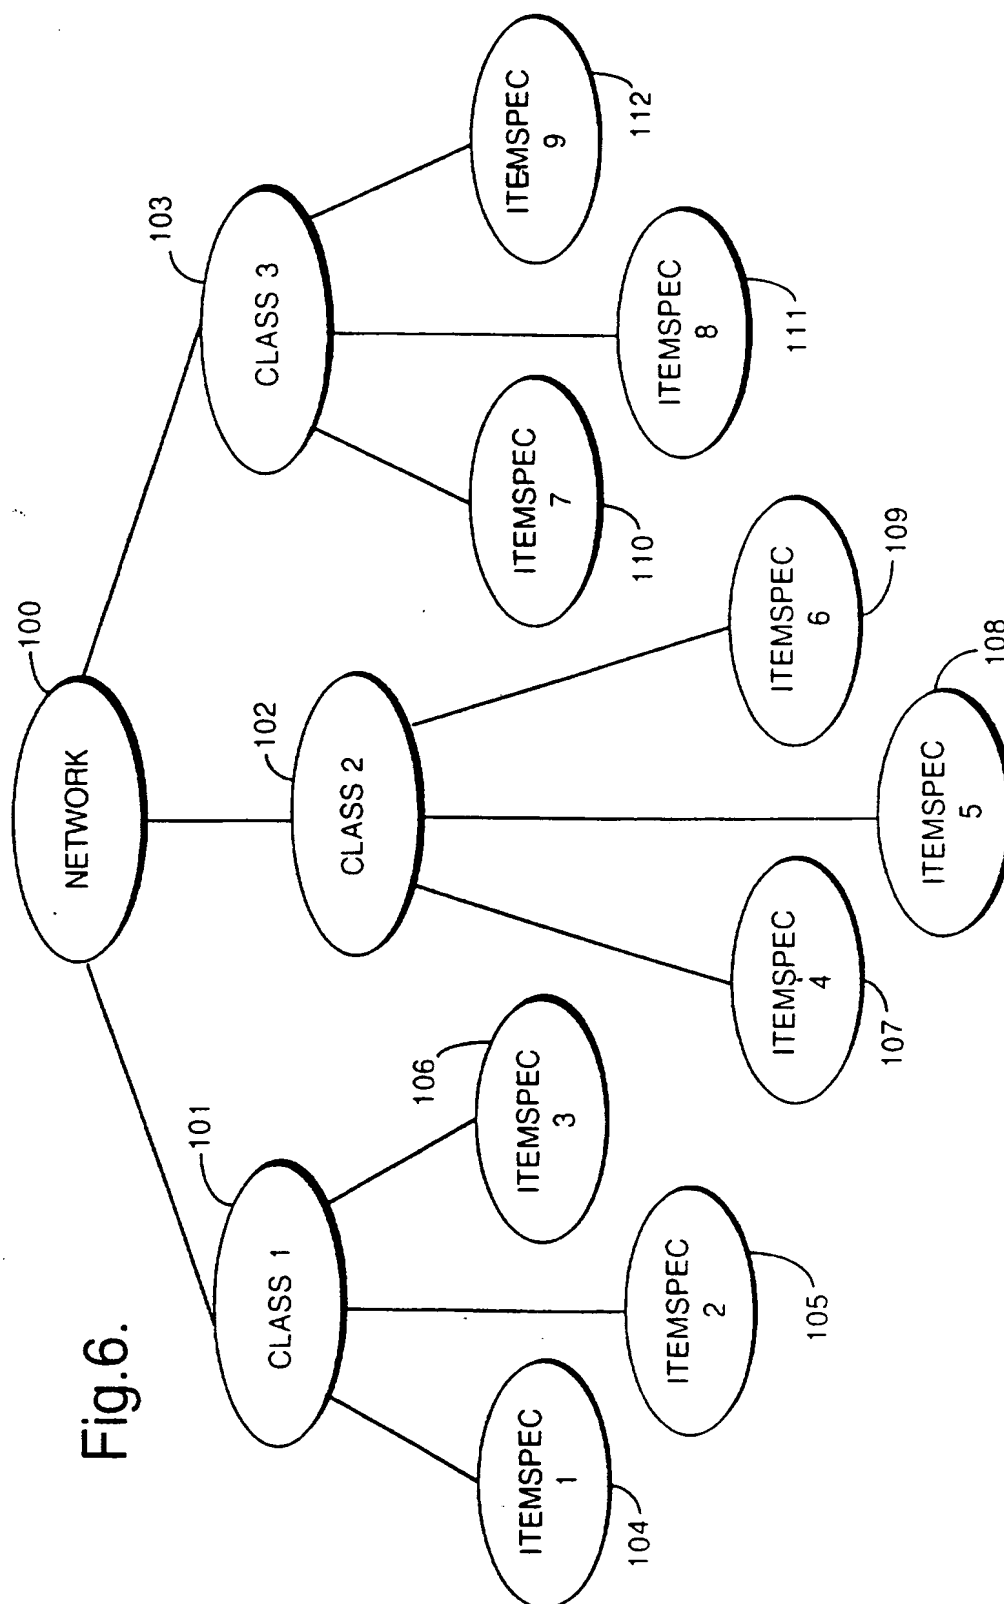 Fig.6.
NETWORK
100
CLASS 1
101
CLASS 2
102
CLASS 3
103
ITEMSPEC
1
104
ITEMSPEC
2
105
ITEMSPEC
3
106
ITEMSPEC
4
107
ITEMSPEC
5
108
ITEMSPEC
6
109
ITEMSPEC
7
110
ITEMSPEC
8
111
ITEMSPEC
9
112